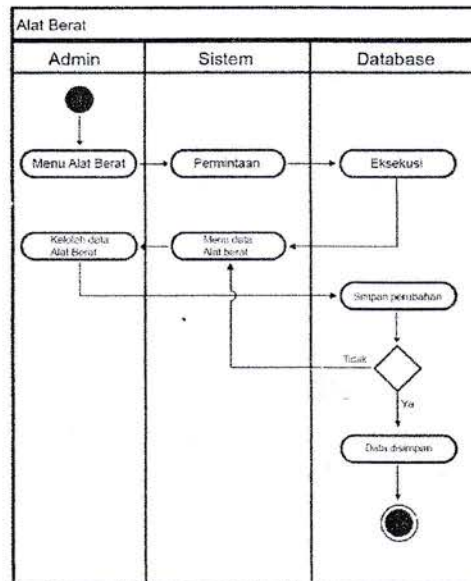 Alat Berat
Admin
Sistem
Database
Menu Alat Berat
Permintaan
Eksekusi
Kelolah data
Alat Berat
Menu data
Alat berat
Simpan perubahan
Tidak
Ya
Data disimpan